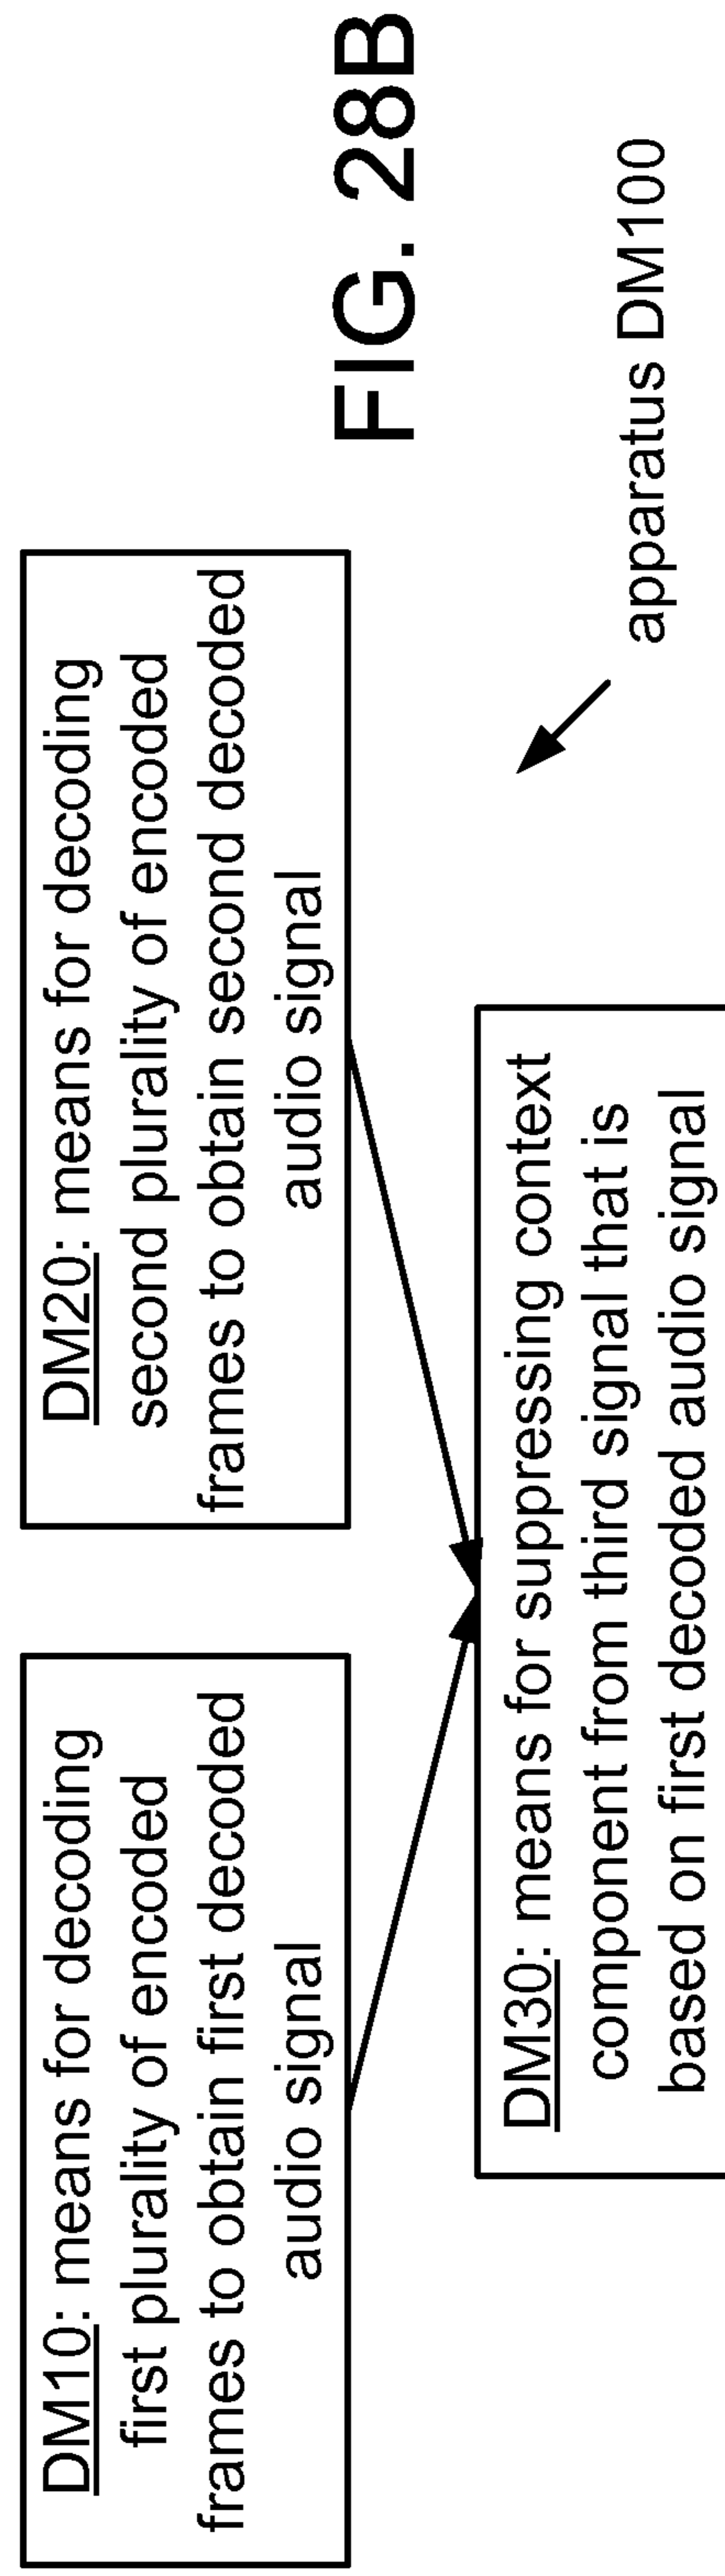 DM10: means for decoding
first plurality of encoded
frames to obtain first decoded
audio signal
DM20: means for decoding
second plurality of encoded
frames to obtain second decoded
audio signal
DM30: means for suppressing context
component from third signal that is
based on first decoded audio signal
FIG. 28B
apparatus DM100